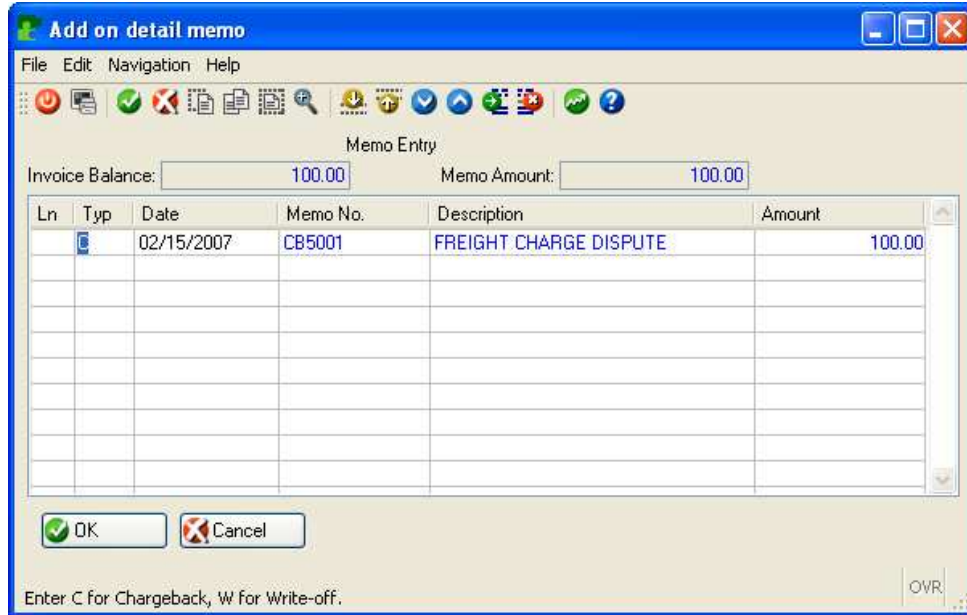 Add on detail memo
File Edit Navigation Help
Memo Entry
Invoice Balance: 100.00 Memo Amount: 100.00
Ln Typ Date Memo No. Description Amount
C 02/15/2007 CB5001 FREIGHT CHARGE DISPUTE 100.00
OK Cancel
Enter C for Chargeback, W for Write-off.
OVR